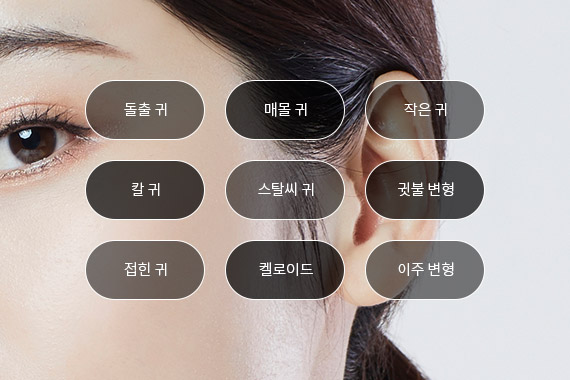 돌출 귀
매몰 귀
작은 귀
칼 귀
스탈씨 귀
귓불 변형
접힌 귀
켈로이드
이주 변형